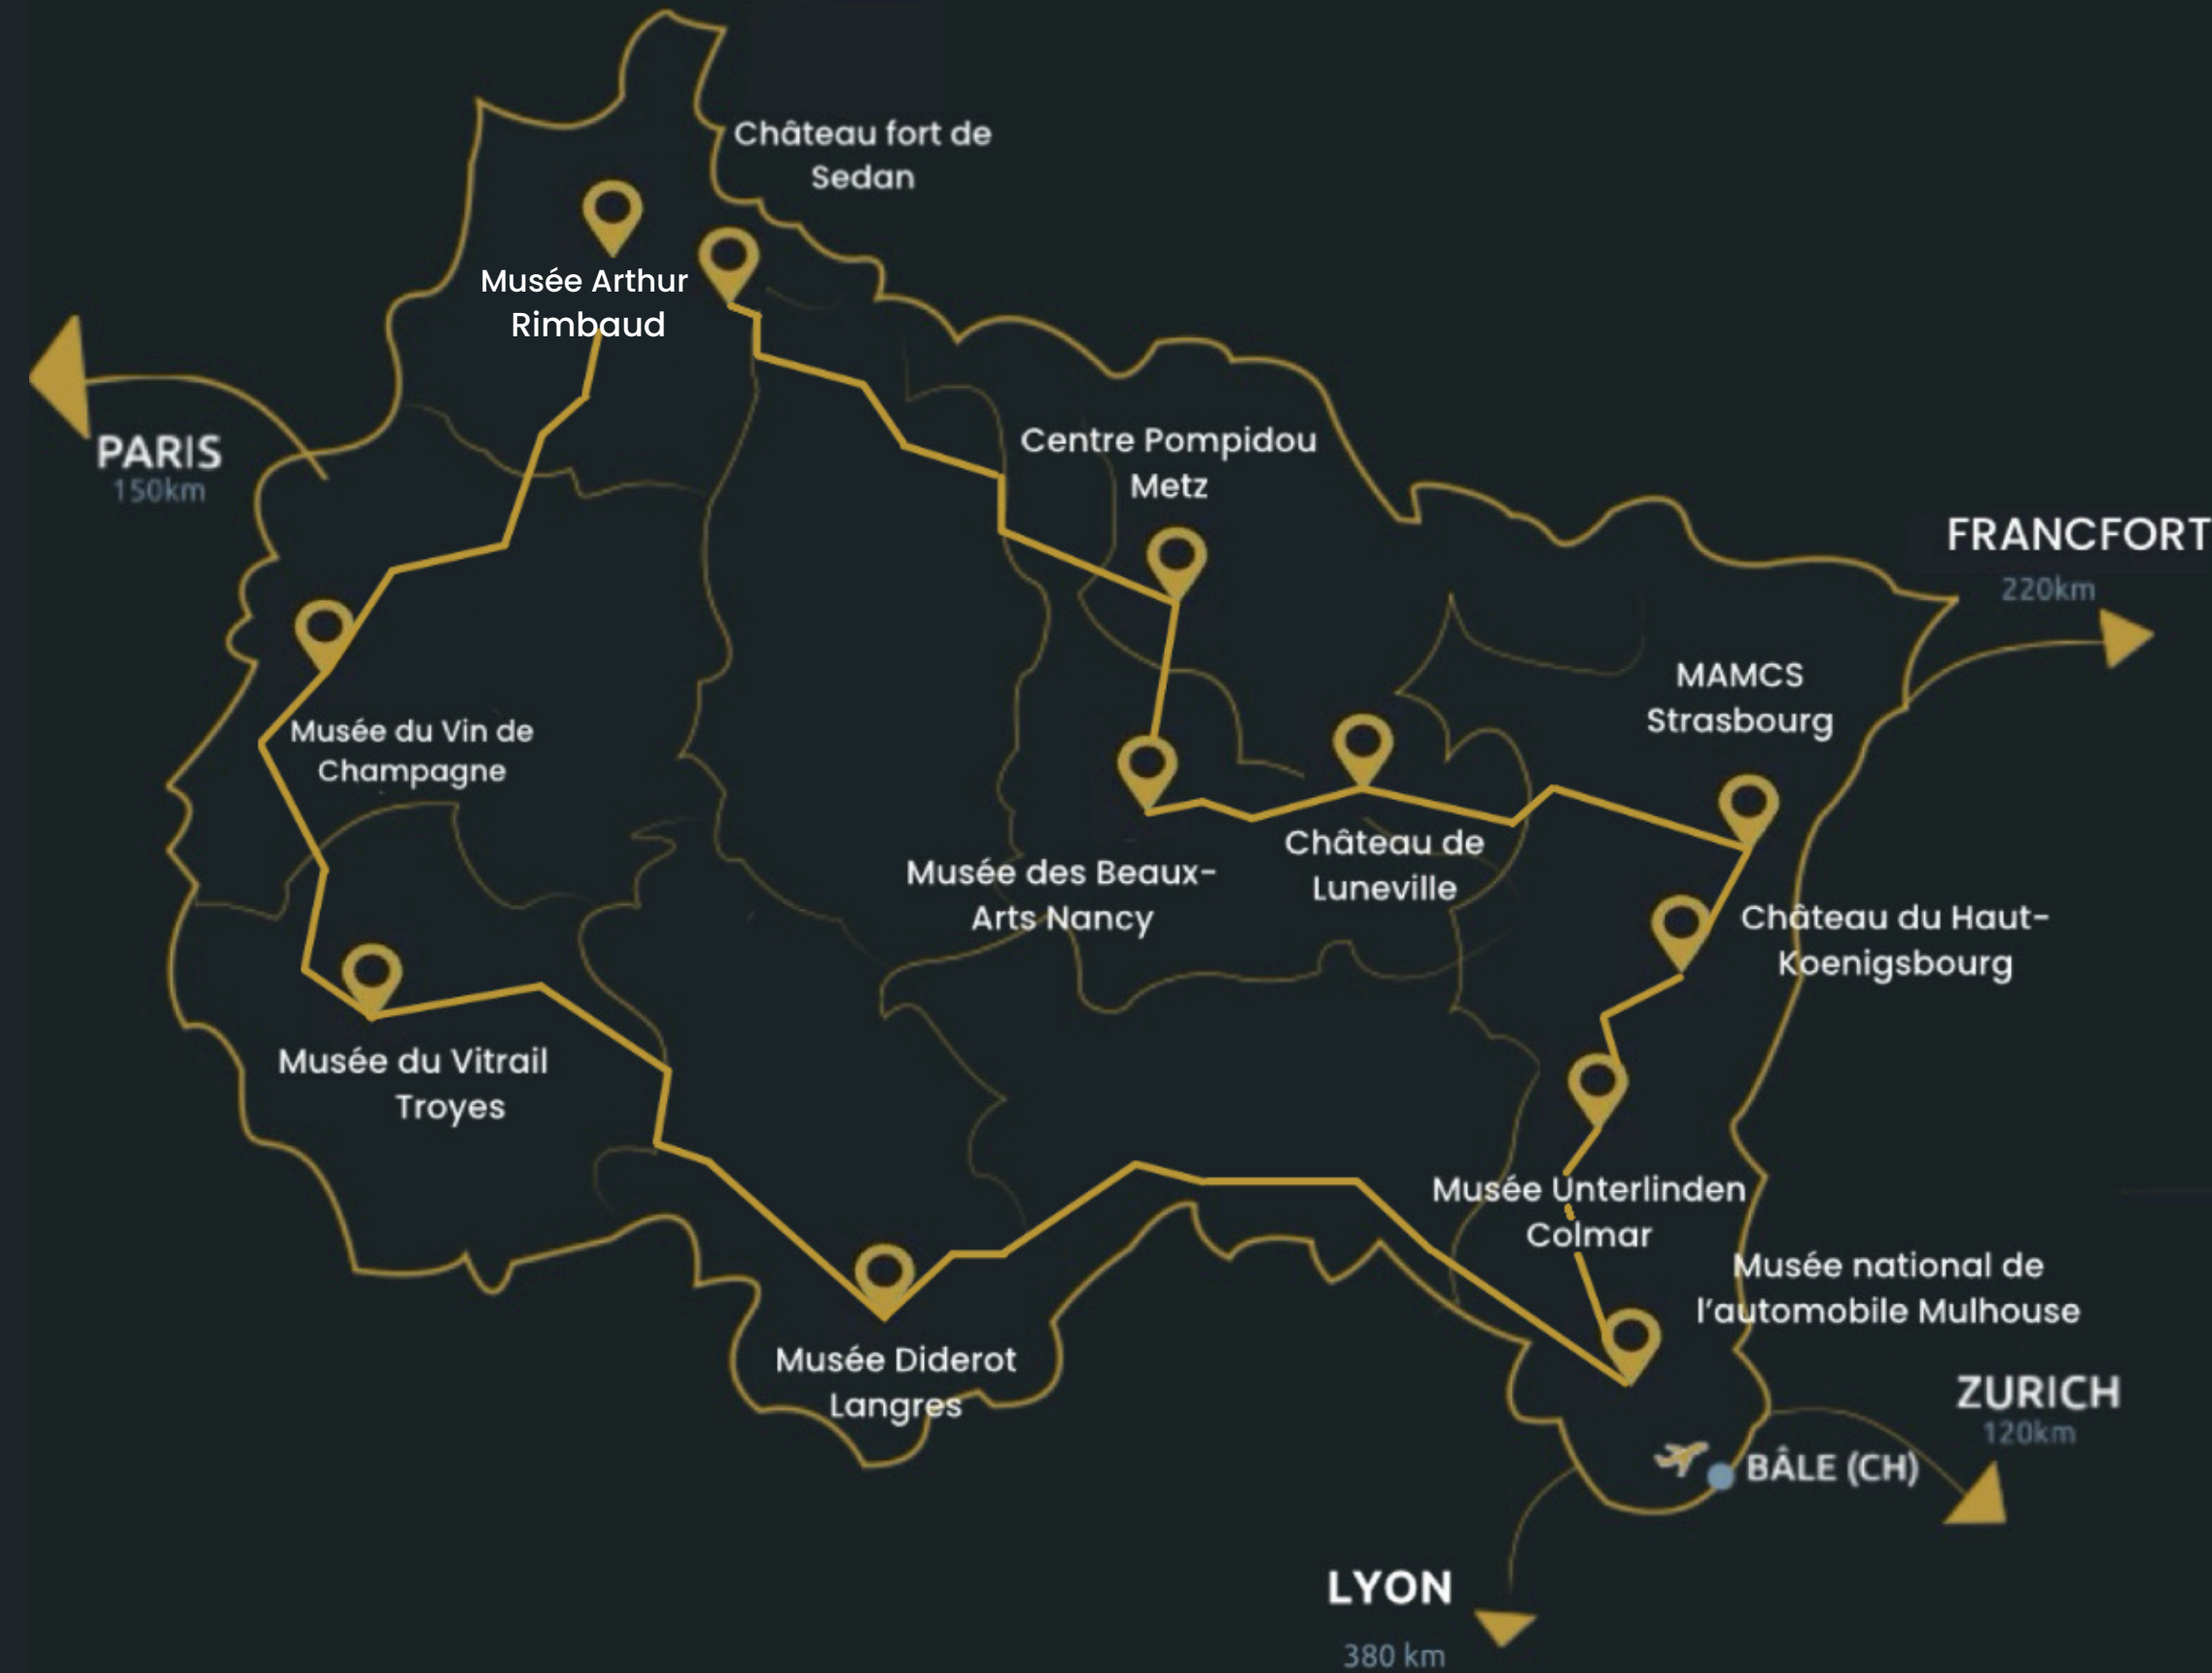 Château fort de
Sedan
Musée Arthur
Rimbaud
PARIS
150km
Centre Pompidou
Metz
FRANCFORT
220km
MAMCS
Strasbourg
Musée du Vin de
Champagne
Château de
Luneville
Musée des Beaux-
Arts Nancy
Château du Haut-
Koenigsbourg
Musée du Vitrail
Troyes
Musée Unterlinden
Colmar
Musée national de
l'automobile Mulhouse
Musée Diderot
Langres
ZURICH
120km
BÂLE (CH)
LYON
380 km